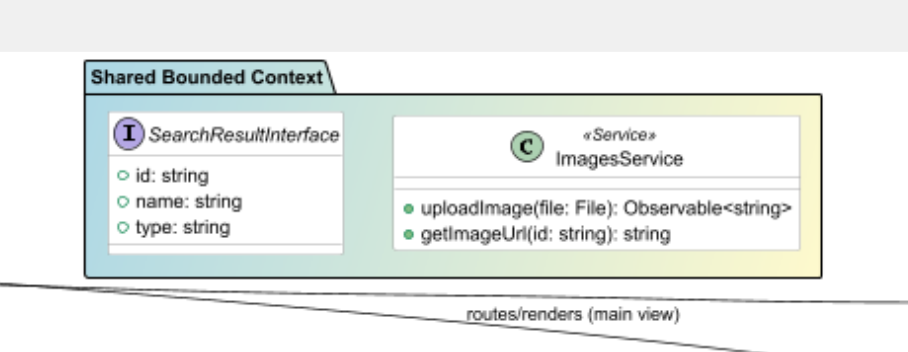 Shared Bounded Context
I SearchResultInterface
id: string
name: string
type: string
C «Service»
ImagesService
uploadImage(file: File): Observable<string>
getImageUrl(id: string): string
routes/renders (main view)